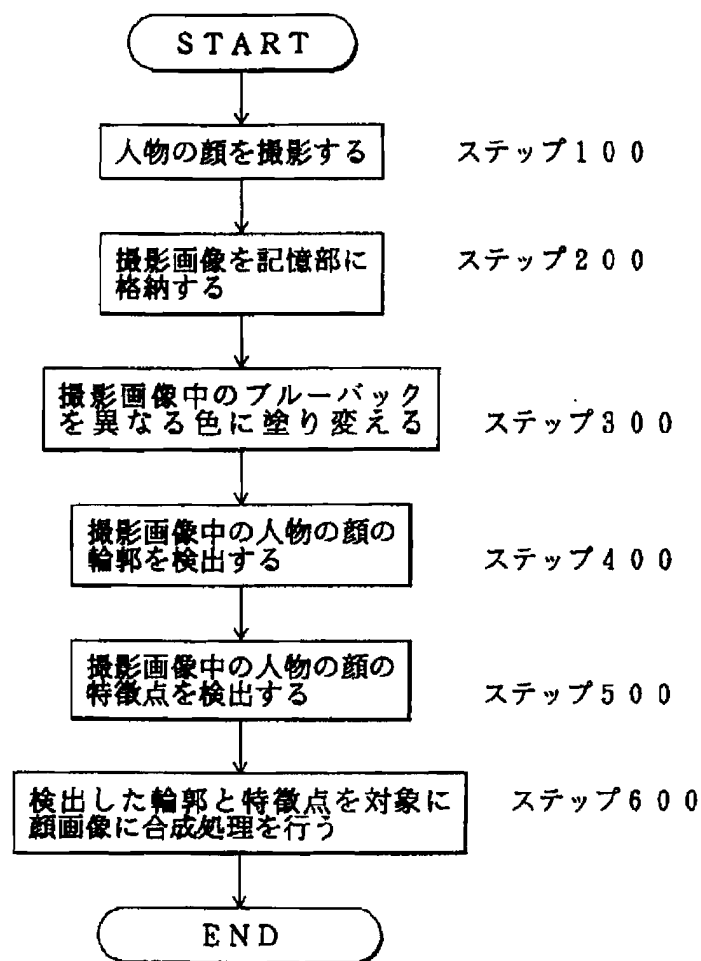 START
人物の顔を撮影する ステップ100
撮影画像を記憶部に
格納する
ステップ200
撮影画像中のブルーバック
を異なる色に塗り変える
ステップ300
撮影画像中の人物の顔の
輪郭を検出する
ステップ400
撮影画像中の人物の顔の
特徴点を検出する
ステップ500
検出した輪郭と特徴点を対象に
顔画像に合成処理を行う
ステップ600
END